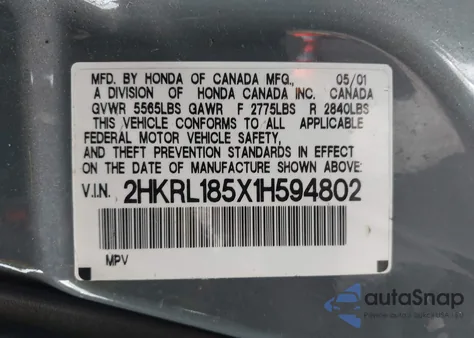 MFD. BY HONDA OF CANADA MFG., 05/01
A DIVISION OF HONDA CANADA INC. CANADA
GVWR 5565LBS GAWR F 2775LBS R 2840LBS
THIS VEHICLE CONFORMS TO ALL APPLICABLE
FEDERAL MOTOR VEHICLE SAFETY,
AND THEFT PREVENTION STANDARDS IN EFFECT
ON THE DATE OF MANUFACTURE SHOWN ABOVE:
V.I.N. 2HKRL185X1H594802
MPV
autoSnap